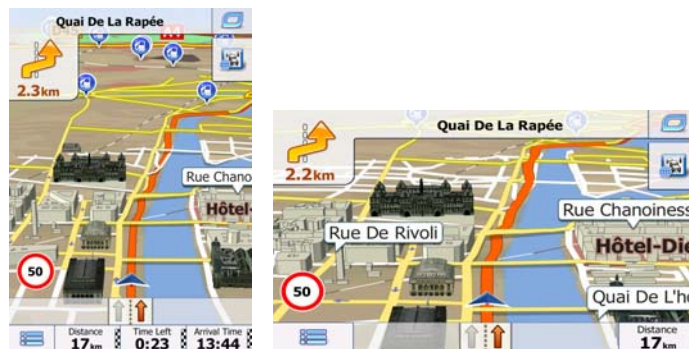 Quai De La Rapée
2.3km
Rue Chano
Hôtel-
50
Distance
17km
Time Left
0:23
Arrival Time
13:44
Quai De La Rapée
2.2km
Rue Chanoiness
Rue De Rivoli
Hôtel-Die
50
Quai De L'h
Distance
17km